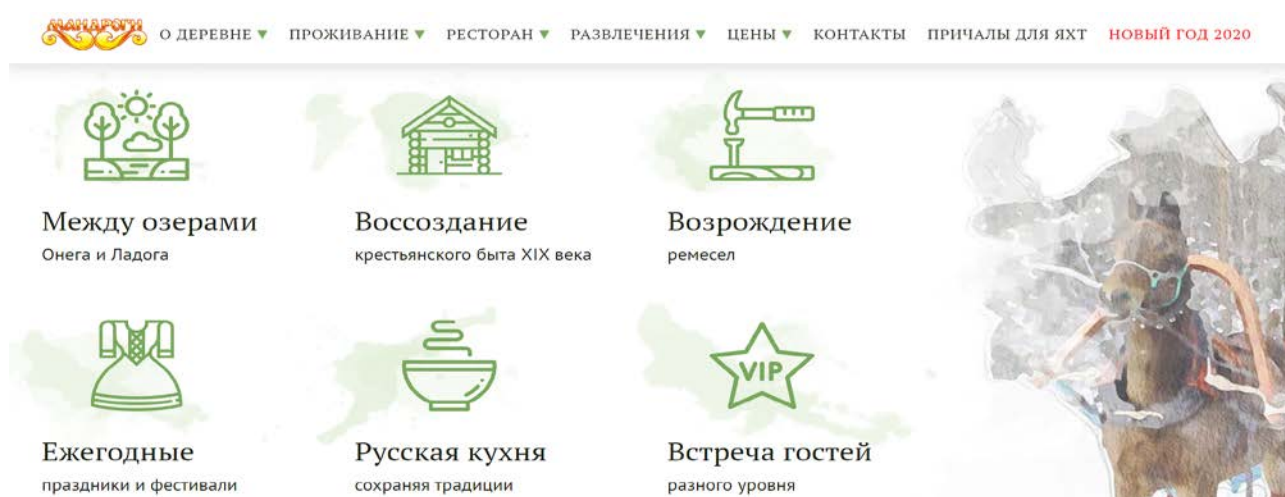 МАНДРОГИ О ДЕРЕВНЕ ПРОЖИВАНИЕ РЕСТОРАН РАЗВЛЕЧЕНИЯ ЦЕНЫ КОНТАКТЫ ПРИЧАЛЫ ДЛЯ ЯХТ НОВЫЙ ГОД 2020
Между озерами
Онега и Ладога
Воссоздание
крестьянского быта XIX века
Возрождение
ремесел
Ежегодные
праздники и фестивали
Русская кухня
сохраняя традиции
VIP
Встреча гостей
разного уровня